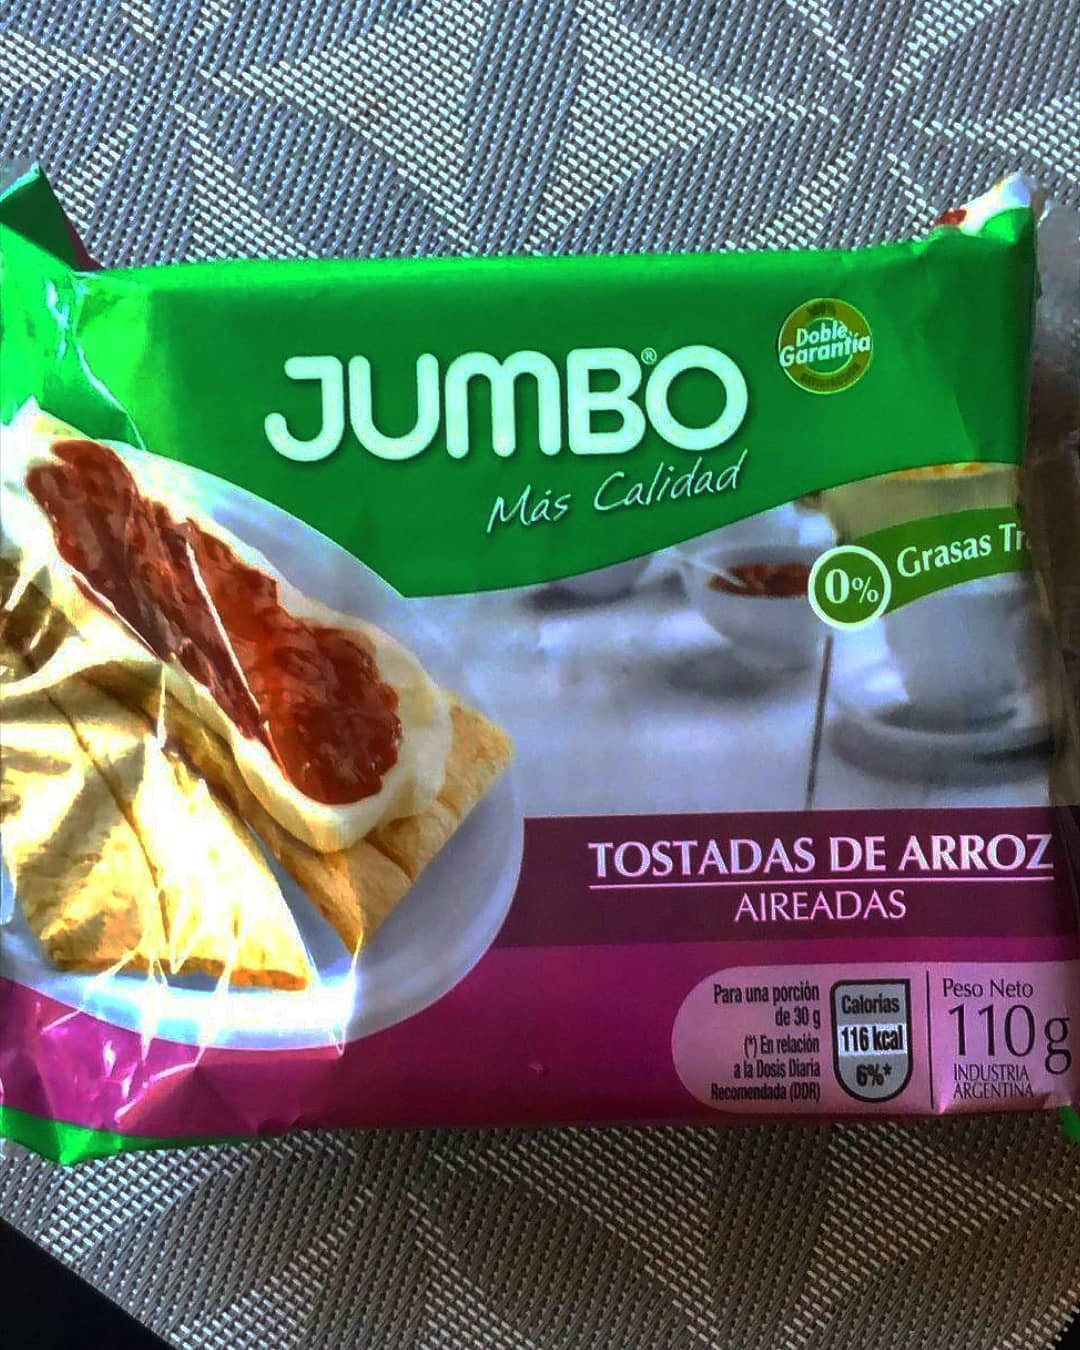 JUMBO®
Más Calidad
Doble
Garantía
0%
Grasas
TOSTADAS DE ARROZ
AIREADAS
Para una porción
de 30 g
(*) En relación
a la Dosis Diaria
Recomendada (DDR)
Calorías
116 kcal
6%*
Peso Neto
110g
INDUSTRIA
ARGENTINA